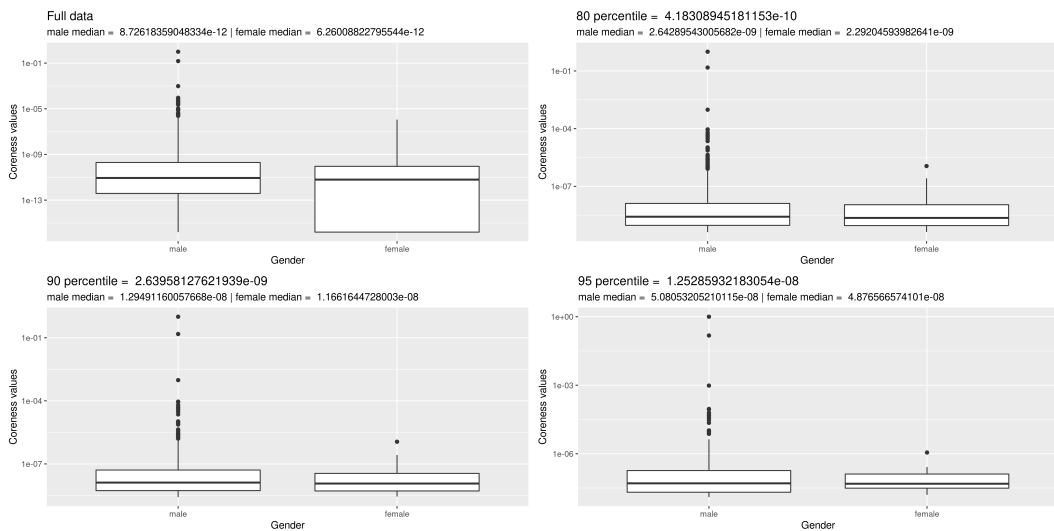 Full data
male median = 8.72618359048334e-12 | female median = 6.26008822795544e-12
1e-01
1e-05
1e-09
1e-13
Coreness values
male
female
Gender
80 percentile = 4.18308945181153e-10
male median = 2.64289543005682e-09 | female median = 2.29204593982641e-09
1e-01
1e-04
1e-07
Coreness values
male
female
Gender
90 percentile = 2.63958127621939e-09
male median = 1.29491160057668e-08 | female median = 1.1661644728003e-08
1e-01
1e-04
1e-07
Coreness values
male
female
Gender
95 percentile = 1.25285932183054e-08
male median = 5.08053205210115e-08 | female median = 4.876566574101e-08
1e+00
1e-03
1e-06
Coreness values
male
female
Gender